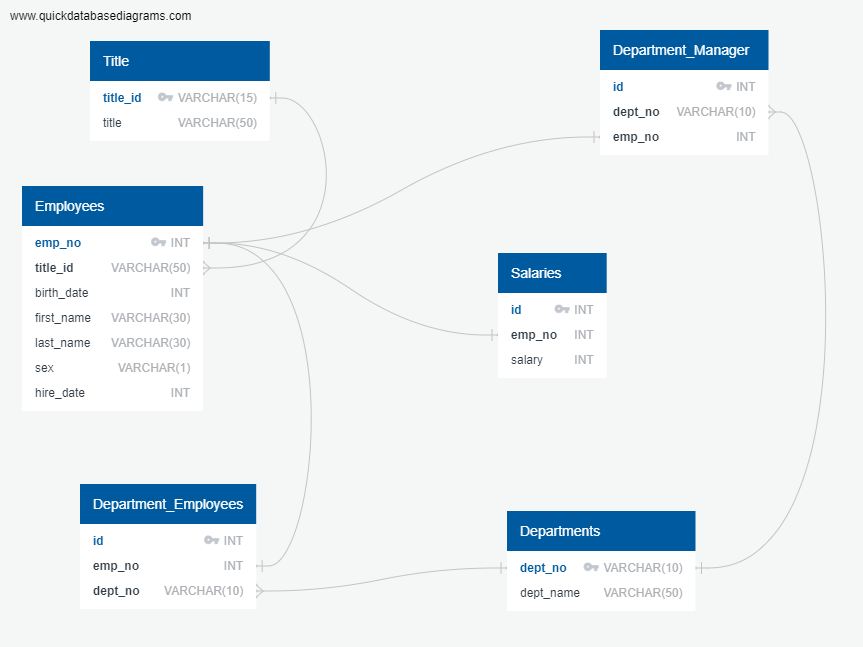 www.quickdatabasediagrams.com
Title
title_id VARCHAR(15)
title VARCHAR(50)
Department_Manager
id INT
dept_no VARCHAR(10)
emp_no INT
Employees
emp_no INT
title_id VARCHAR(50)
birth_date INT
first_name VARCHAR(30)
last_name VARCHAR(30)
sex VARCHAR(1)
hire_date INT
Salaries
id INT
emp_no INT
salary INT
Department_Employees
id INT
emp_no INT
dept_no VARCHAR(10)
Departments
dept_no VARCHAR(10)
dept_name VARCHAR(50)